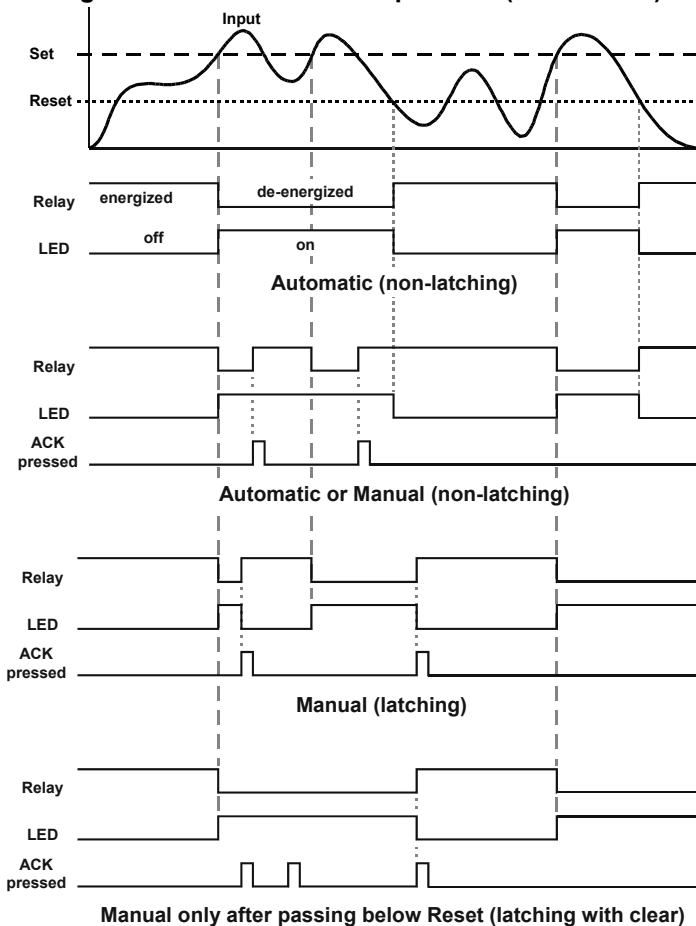 Input
Set
Reset
Relay energized de-energized
LED off on
Automatic (non-latching)
Relay
LED
ACK
pressed
Automatic or Manual (non-latching)
Relay
LED
ACK
pressed
Manual (latching)
Relay
LED
ACK
pressed
Manual only after passing below Reset (latching with clear)